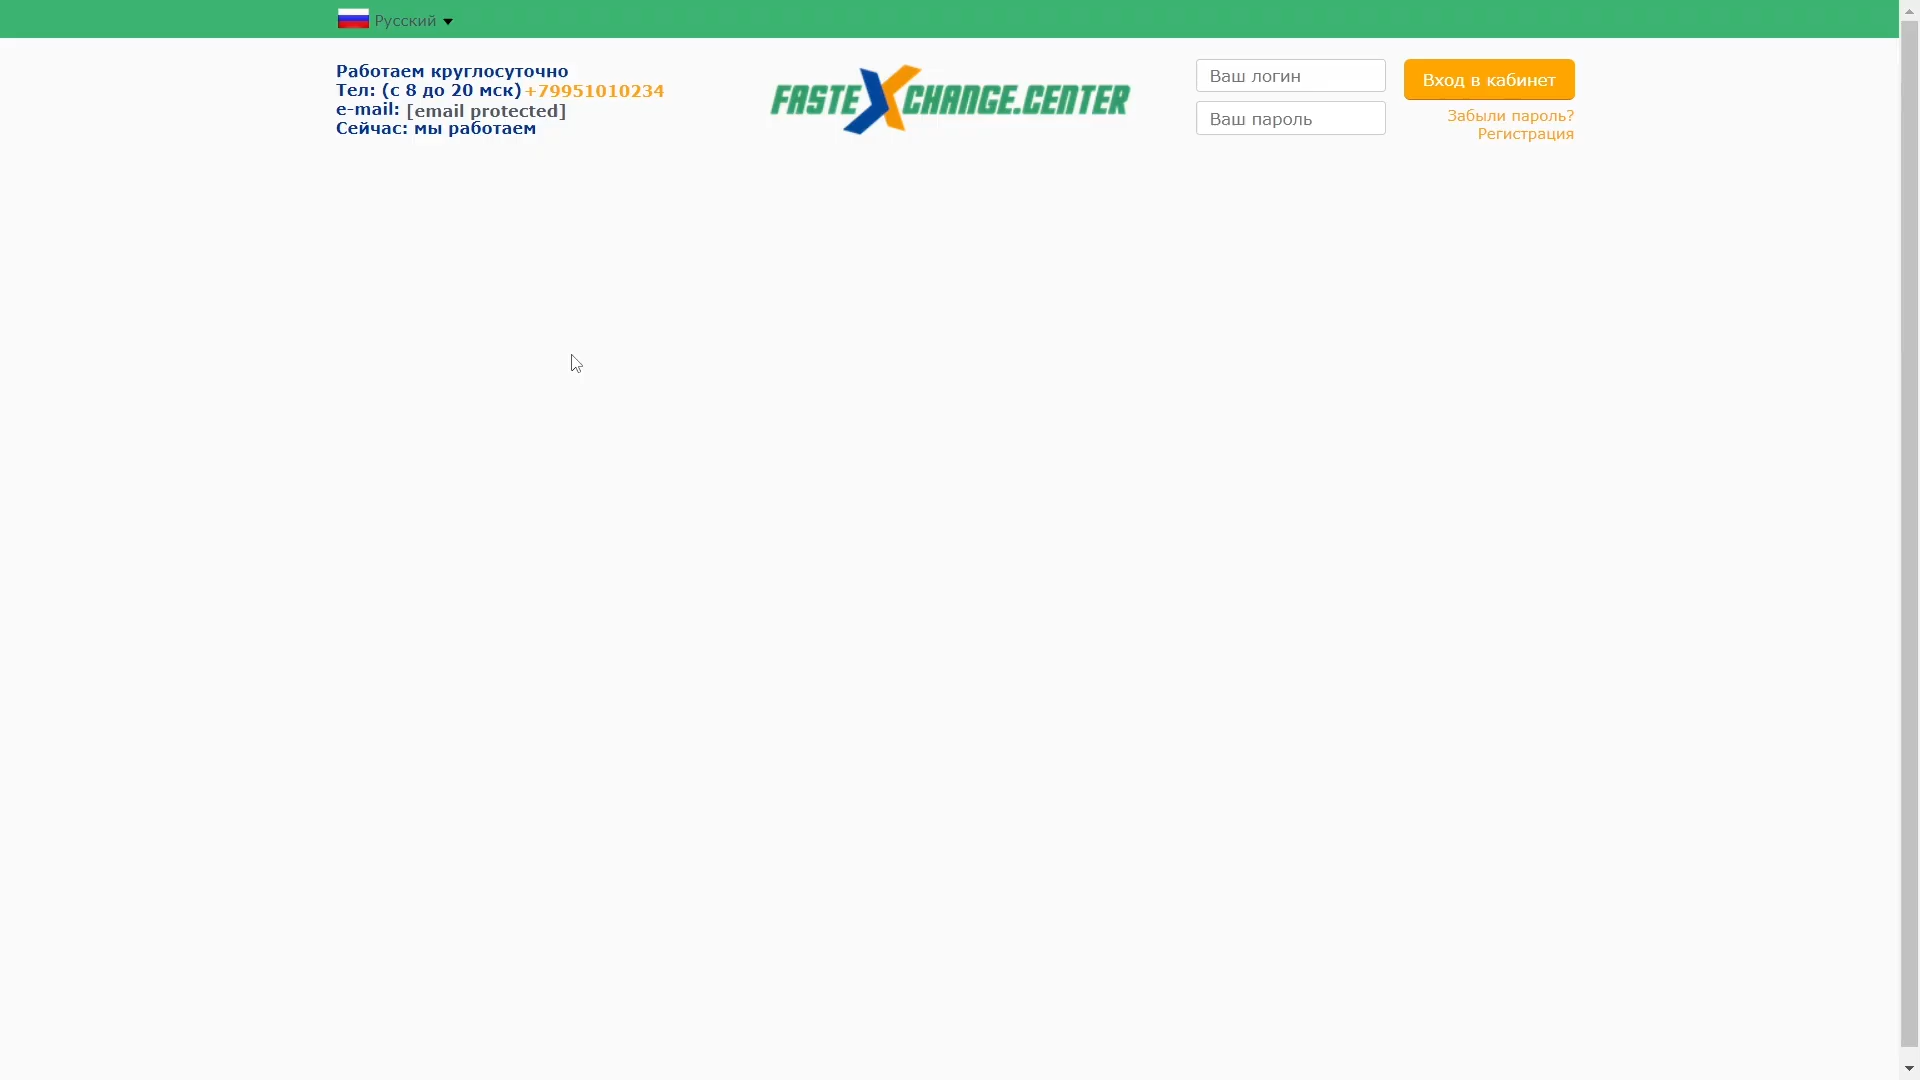 Русский
Работаем круглосуточно
Тел: (с 8 до 20 мск) +79951010234
e-mail: [email protected]
Сейчас: мы работаем
FASTEXCHANGE.CENTER
Ваш логин
Вход в кабинет
Ваш пароль
Забыли пароль?
Регистрация